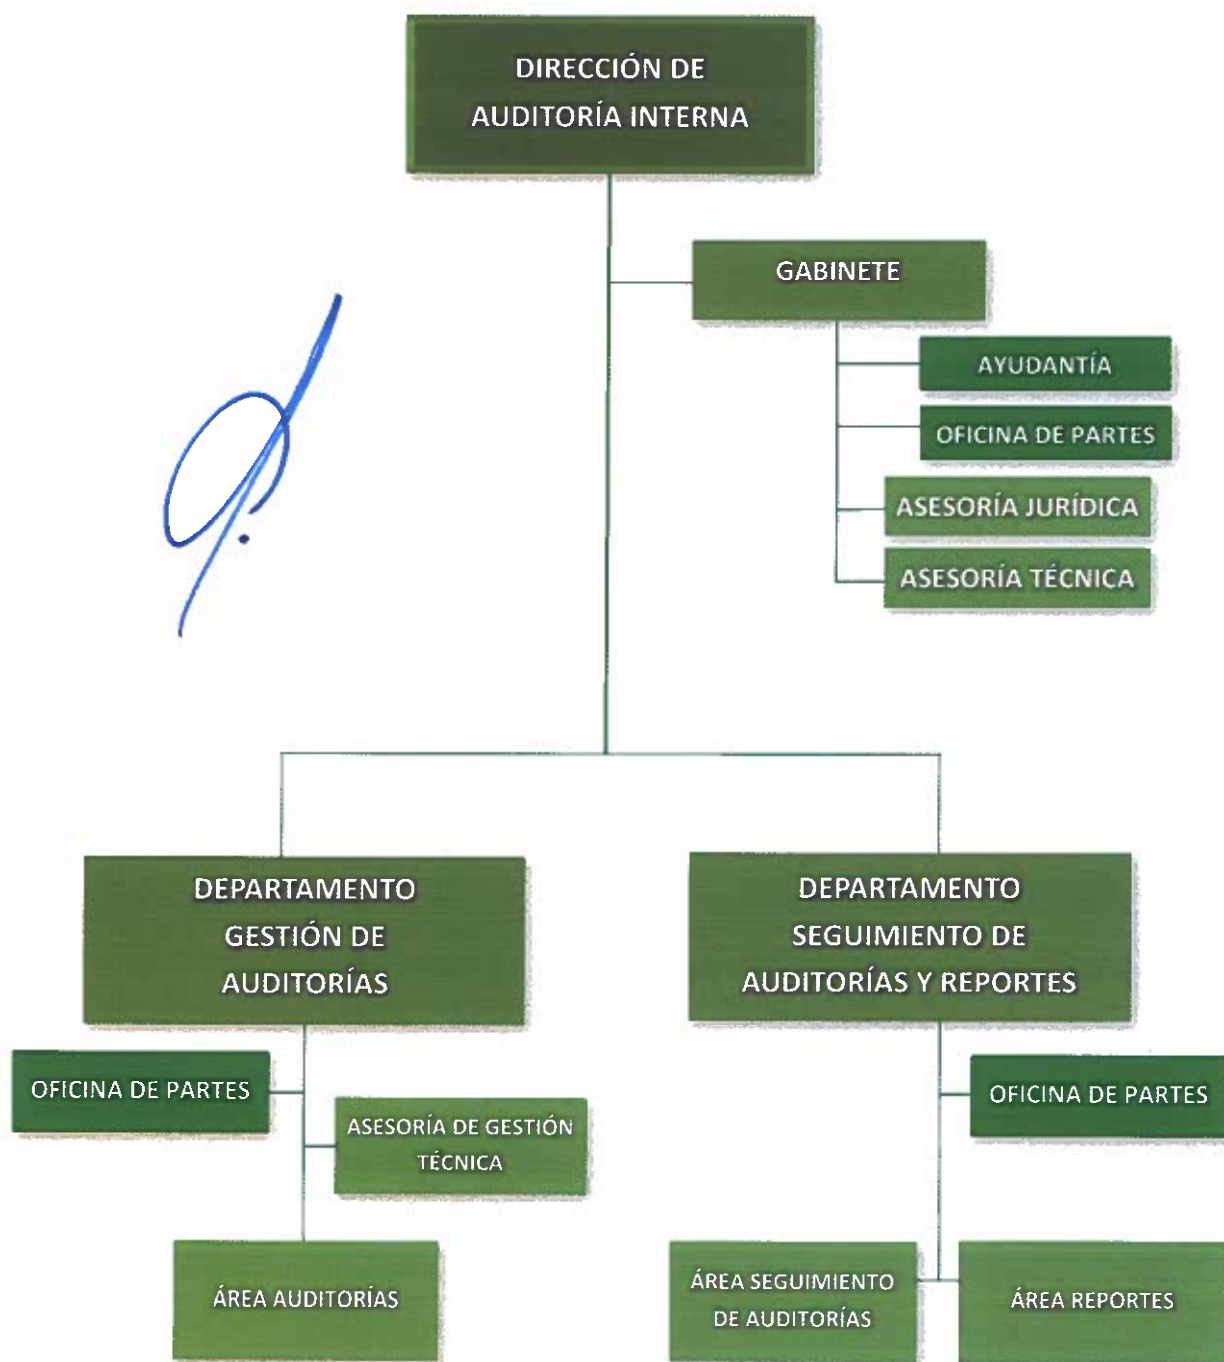 DIRECCIÓN DE
AUDITORÍA INTERNA
GABINETE
AYUDANTÍA
OFICINA DE PARTES
ASESORÍA JURÍDICA
ASESORÍA TÉCNICA
DEPARTAMENTO
GESTIÓN DE
AUDITORÍAS
OFICINA DE PARTES
ASESORÍA DE GESTIÓN
TÉCNICA
ÁREA AUDITORÍAS
DEPARTAMENTO
SEGUIMIENTO DE
AUDITORÍAS Y REPORTES
OFICINA DE PARTES
ÁREA SEGUIMIENTO
DE AUDITORÍAS
ÁREA REPORTES